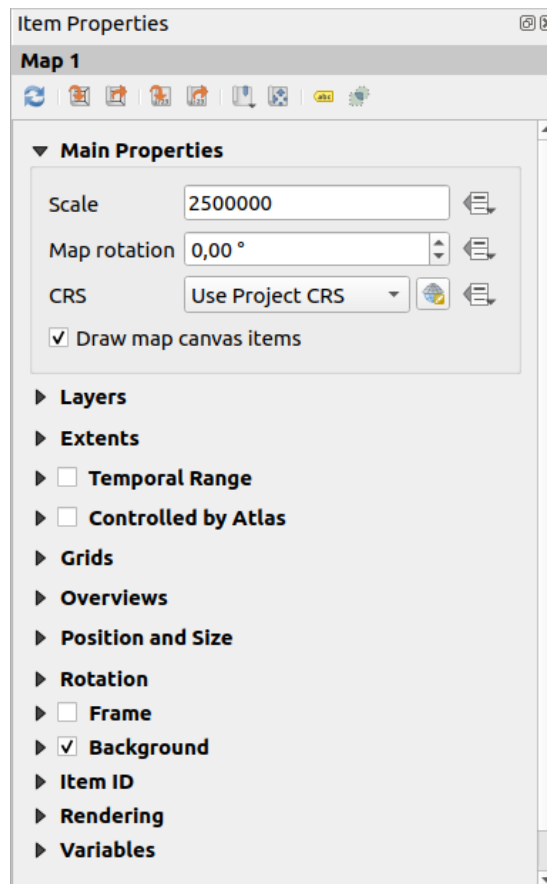 Item Properties
Map 1
Main Properties
Scale 2500000
Map rotation 0,00 °
CRS Use Project CRS
Draw map canvas items
Layers
Extents
Temporal Range
Controlled by Atlas
Grids
Overviews
Position and Size
Rotation
Frame
Background
Item ID
Rendering
Variables